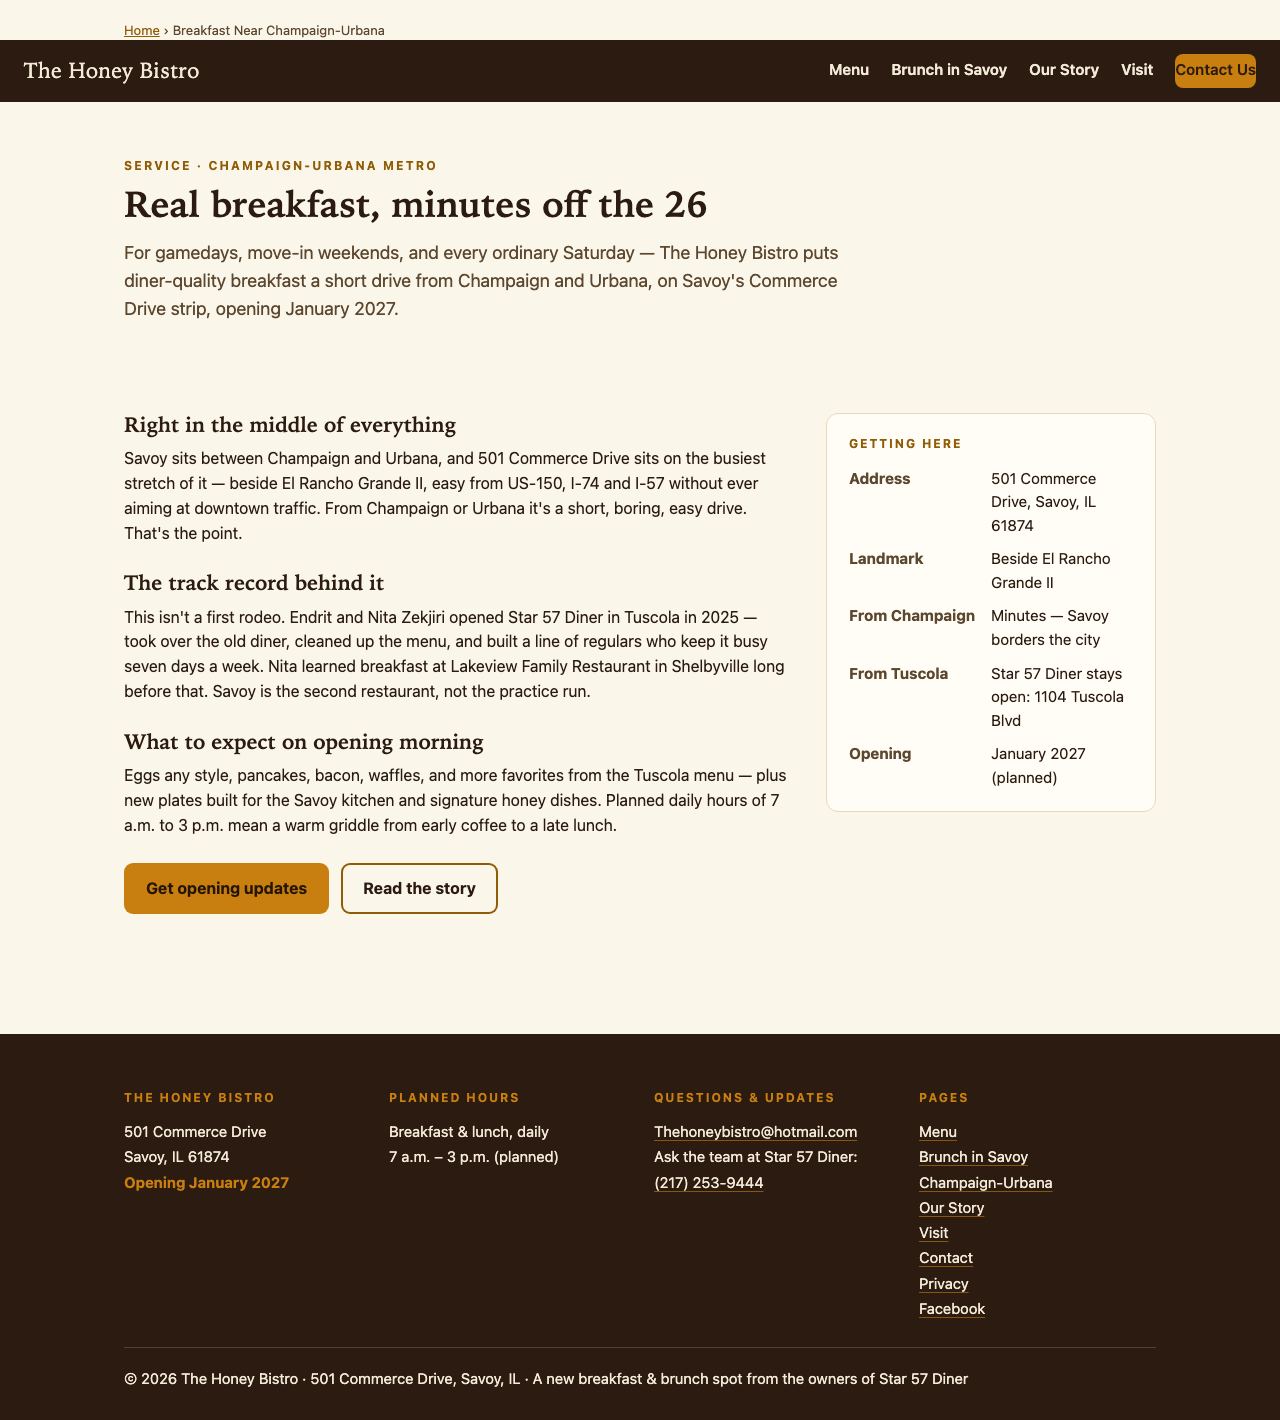 Home › Breakfast Near Champaign-Urbana
The Honey Bistro
Menu
Brunch in Savoy
Our Story
Visit
Contact Us
SERVICE · CHAMPAIGN-URBANA METRO
Real breakfast, minutes off the 26
For gamedays, move-in weekends, and every ordinary Saturday — The Honey Bistro puts
diner-quality breakfast a short drive from Champaign and Urbana, on Savoy's Commerce
Drive strip, opening January 2027.
Right in the middle of everything
Savoy sits between Champaign and Urbana, and 501 Commerce Drive sits on the busiest
stretch of it — beside El Rancho Grande II, easy from US-150, I-74 and I-57 without ever
aiming at downtown traffic. From Champaign or Urbana it's a short, boring, easy drive.
That's the point.
The track record behind it
This isn't a first rodeo. Endrit and Nita Zekjiri opened Star 57 Diner in Tuscola in 2025 —
took over the old diner, cleaned up the menu, and built a line of regulars who keep it busy
seven days a week. Nita learned breakfast at Lakeview Family Restaurant in Shelbyville long
before that. Savoy is the second restaurant, not the practice run.
What to expect on opening morning
Eggs any style, pancakes, bacon, waffles, and more favorites from the Tuscola menu — plus
new plates built for the Savoy kitchen and signature honey dishes. Planned daily hours of 7
a.m. to 3 p.m. mean a warm griddle from early coffee to a late lunch.
Get opening updates
Read the story
GETTING HERE
Address
501 Commerce
Drive, Savoy, IL
61874
Landmark
Beside El Rancho
Grande II
From Champaign
Minutes — Savoy
borders the city
From Tuscola
Star 57 Diner stays
open: 1104 Tuscola
Blvd
Opening
January 2027
(planned)
THE HONEY BISTRO
501 Commerce Drive
Savoy, IL 61874
Opening January 2027
PLANNED HOURS
Breakfast & lunch, daily
7 a.m. – 3 p.m. (planned)
QUESTIONS & UPDATES
Thehoneybistro@hotmail.com
Ask the team at Star 57 Diner:
(217) 253-9444
PAGES
Menu
Brunch in Savoy
Champaign-Urbana
Our Story
Visit
Contact
Privacy
Facebook
© 2026 The Honey Bistro · 501 Commerce Drive, Savoy, IL · A new breakfast & brunch spot from the owners of Star 57 Diner